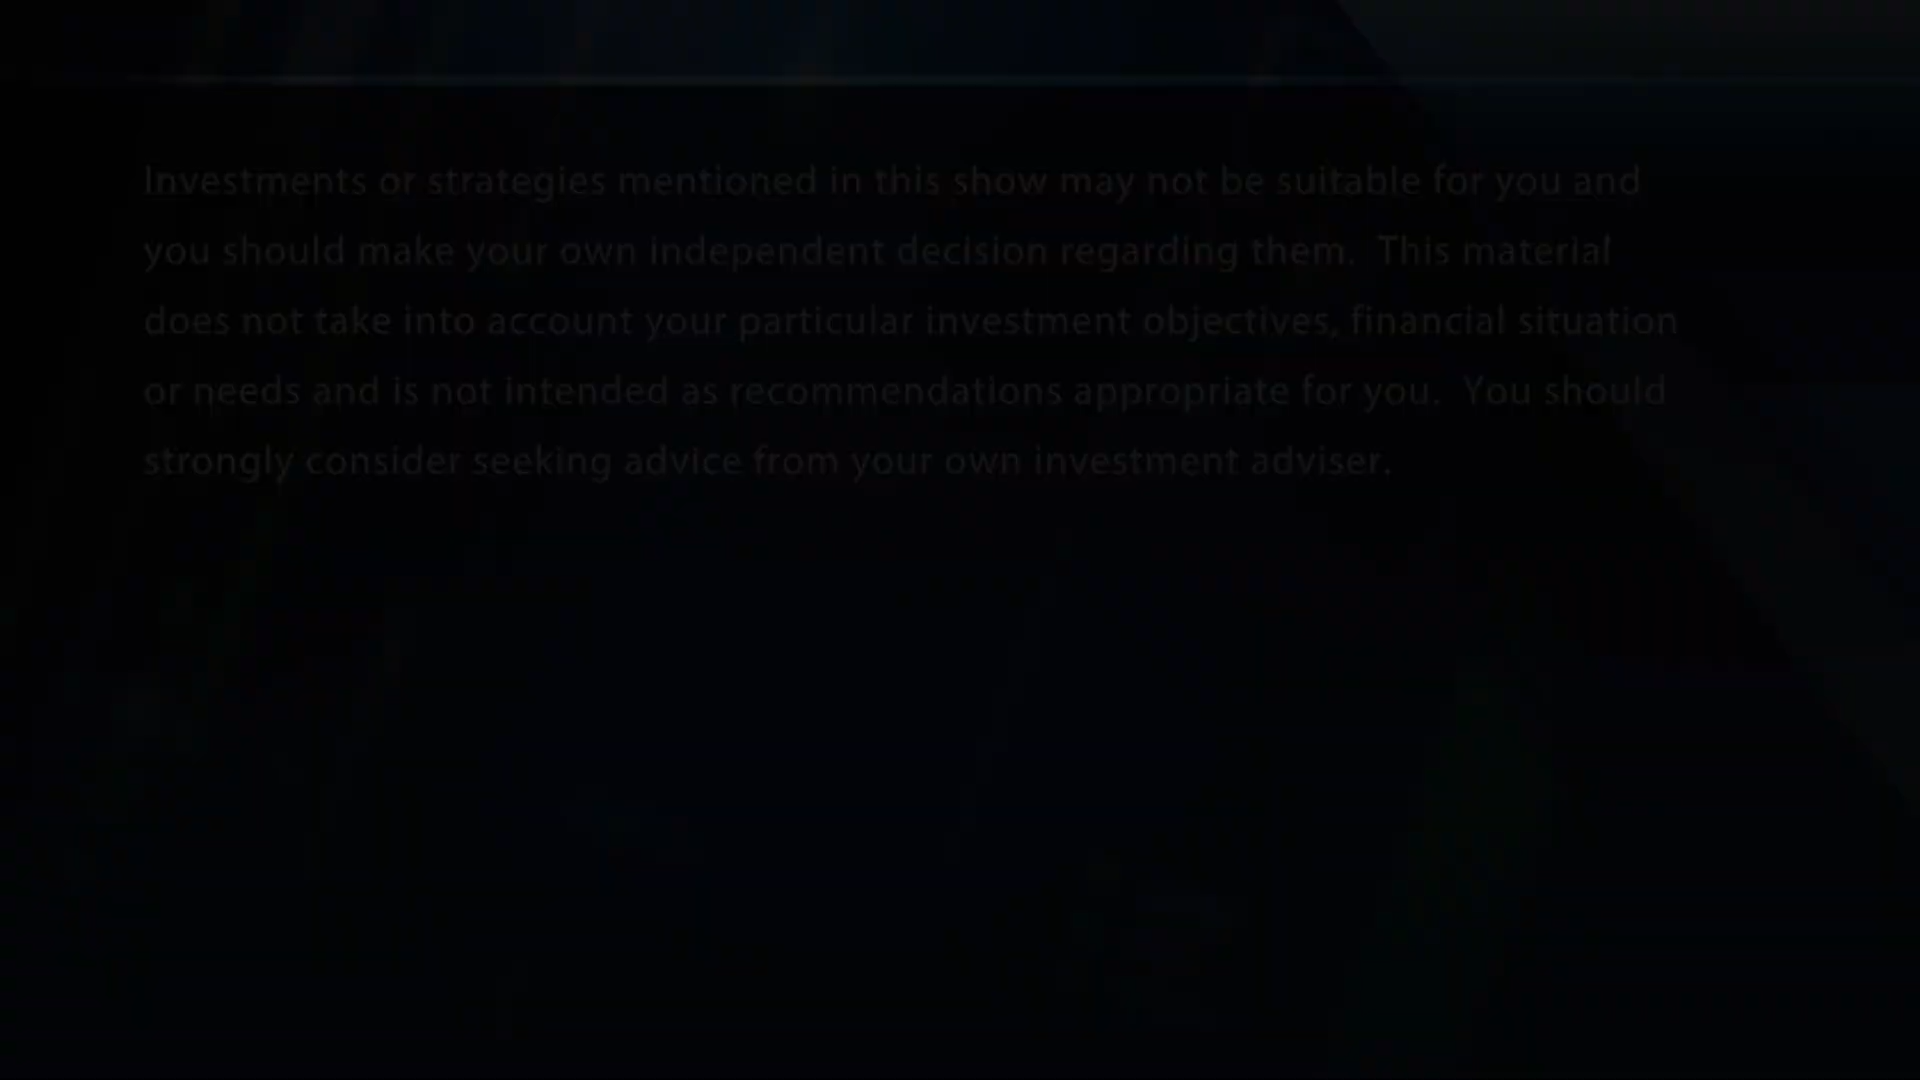 Investments or strategies mentioned in this show may not be suitable for you and
you should make your own independent decision regarding them.  This material
does not take into account your particular investment objectives, financial situation
or needs and is not intended as recommendations appropriate for you.  You should
strongly consider seeking advice from your own investment adviser.